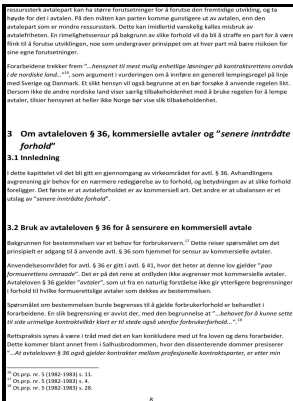 ressurssterk avtalepart kan ha større forutsetninger for å forutse den fremtidige utvikling, og ta
høyde for det i avtalen. På den måten kan parten komme gunstigere ut av avtalen, enn den
avtalepart som er mindre ressurssterk. Dette kan imidlertid vanskelig kalles misbruk av
avtalefriheten. En rimelighetssensur på bakgrunn av slike forhold vil da bli å straffe en part for å være
flink til å forutse utviklingen, noe som undergraver prinsippet om at hver part må bære risikoen for
sine egne forutsetninger.
Forarbeidene trekker frem "…hensynet til mest mulig enhetlige løsninger på kontraktsrettens område
i de nordiske land…"¹⁶, som argument i vurderingen om å innføre en generell lempingsregel på linje
med Sverige og Danmark. Et slikt hensyn vil også begrunne at en bør forsøke å anvende regelen likt.
Dersom ikke de andre nordiske land viser særlig tilbakeholdenhet med å bruke regelen for å lempe
avtaler, tilsier hensynet at heller ikke Norge bør vise slik tilbakeholdenhet.
3 Om avtaleloven § 36, kommersielle avtaler og "senere inntrådte
forhold"
3.1 Innledning
I dette kapitelet vil det bli gitt en gjennomgang av virkeområdet for avtl. § 36. Avhandlingens
avgrensning gir behov for en nærmere redegjørelse av to forhold, og betydningen av at slike forhold
foreligger. Det første er at avtaleforholdet er av kommersiell art. Det andre er at ubalansen er et
utslag av "senere inntrådte forhold".
3.2 Bruk av avtaleloven § 36 for å sensurere en kommersiell avtale
Bakgrunnen for bestemmelsen var et behov for forbrukervern.¹⁷ Dette reiser spørsmålet om det
prinsipielt er adgang til å anvende avtl. § 36 som hjemmel for sensur av kommersielle avtaler.
Anvendelsesområdet for avtl. § 36 er gitt i avtl. § 41, hvor det heter at denne lov gjelder "paa
formuerettens omraade". Det er på det rene at ordlyden ikke avgrenser mot kommersielle avtaler.
Avtaleloven § 36 gjelder "avtaler", som ut fra en naturlig forståelse ikke gir ytterligere begrensninger
i forhold til hvilke formuerettslige avtaler som dekkes av bestemmelsen.
Spørsmålet om bestemmelsen burde begrenses til å gjelde forbrukerforhold er behandlet i
forarbeidene. En slik begrensning er avvist der, med den begrunnelse at "…behovet for å kunne sette
til side urimelige kontraktvilkår klart er til stede også utenfor forbrukerforhold…".¹⁸
Rettspraksis synes å være i tråd med det en kan konkludere med ut fra loven og dens forarbeider.
Dette kommer blant annet frem i Salhusbrodommen, hvor den dissenterende dommer presiserer
"…At avtaleloven § 36 også gjelder kontrakter mellom profesjonelle kontraktsparter, er etter min
¹⁶ Ot.prp. nr. 5 (1982-1983) s. 11.
¹⁷ Ot.prp. nr. 5 (1982-1983) s. 4.
¹⁸ Ot.prp. nr. 5 (1982-1983) s. 28.
8